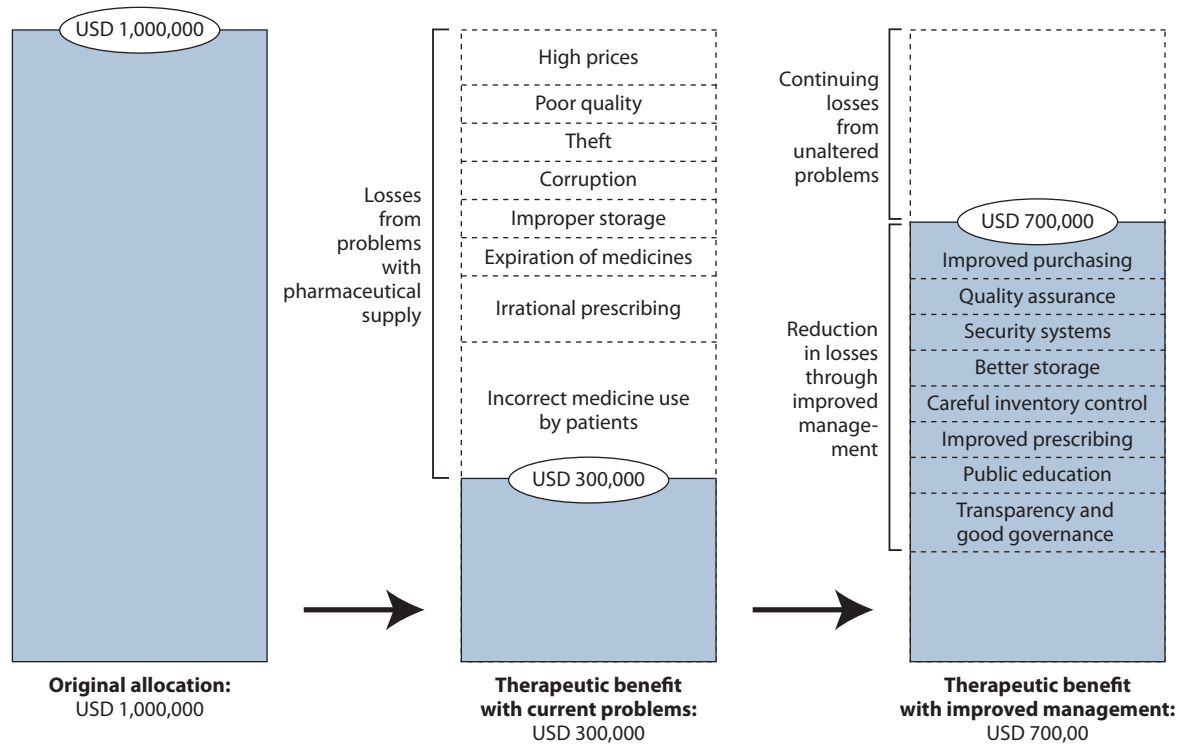 USD 1,000,000
Original allocation:
USD 1,000,000
Losses
from
problems
with
pharmaceutical
supply
High prices
Poor quality
Theft
Corruption
Improper storage
Expiration of medicines
Irrational prescribing
Incorrect medicine use
by patients
USD 300,000
Therapeutic benefit
with current problems:
USD 300,000
Continuing
losses
from
unaltered
problems
Reduction
in losses
through
improved
manage-
ment
USD 700,000
Improved purchasing
Quality assurance
Security systems
Better storage
Careful inventory control
Improved prescribing
Public education
Transparency and
good governance
Therapeutic benefit
with improved management:
USD 700,00